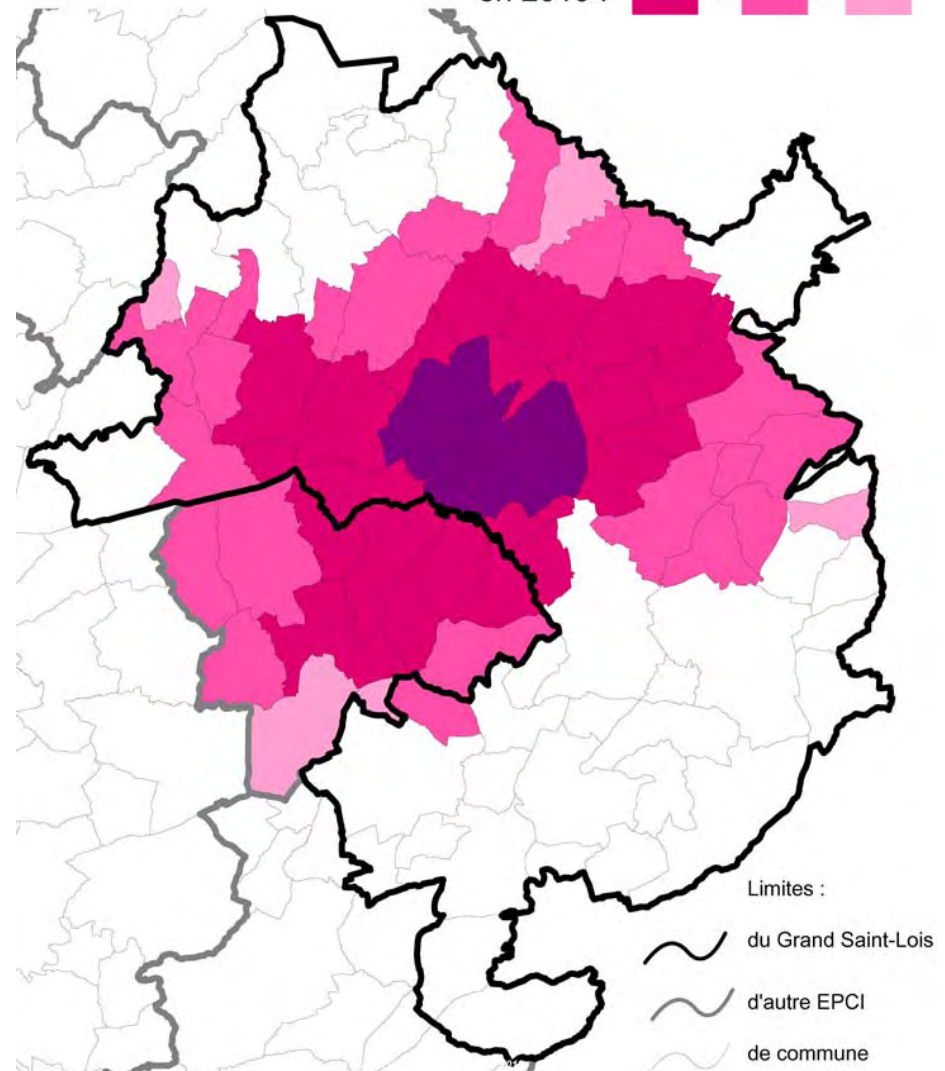 Limites :
du Grand Saint-Lois
d'autre EPCI
de commune